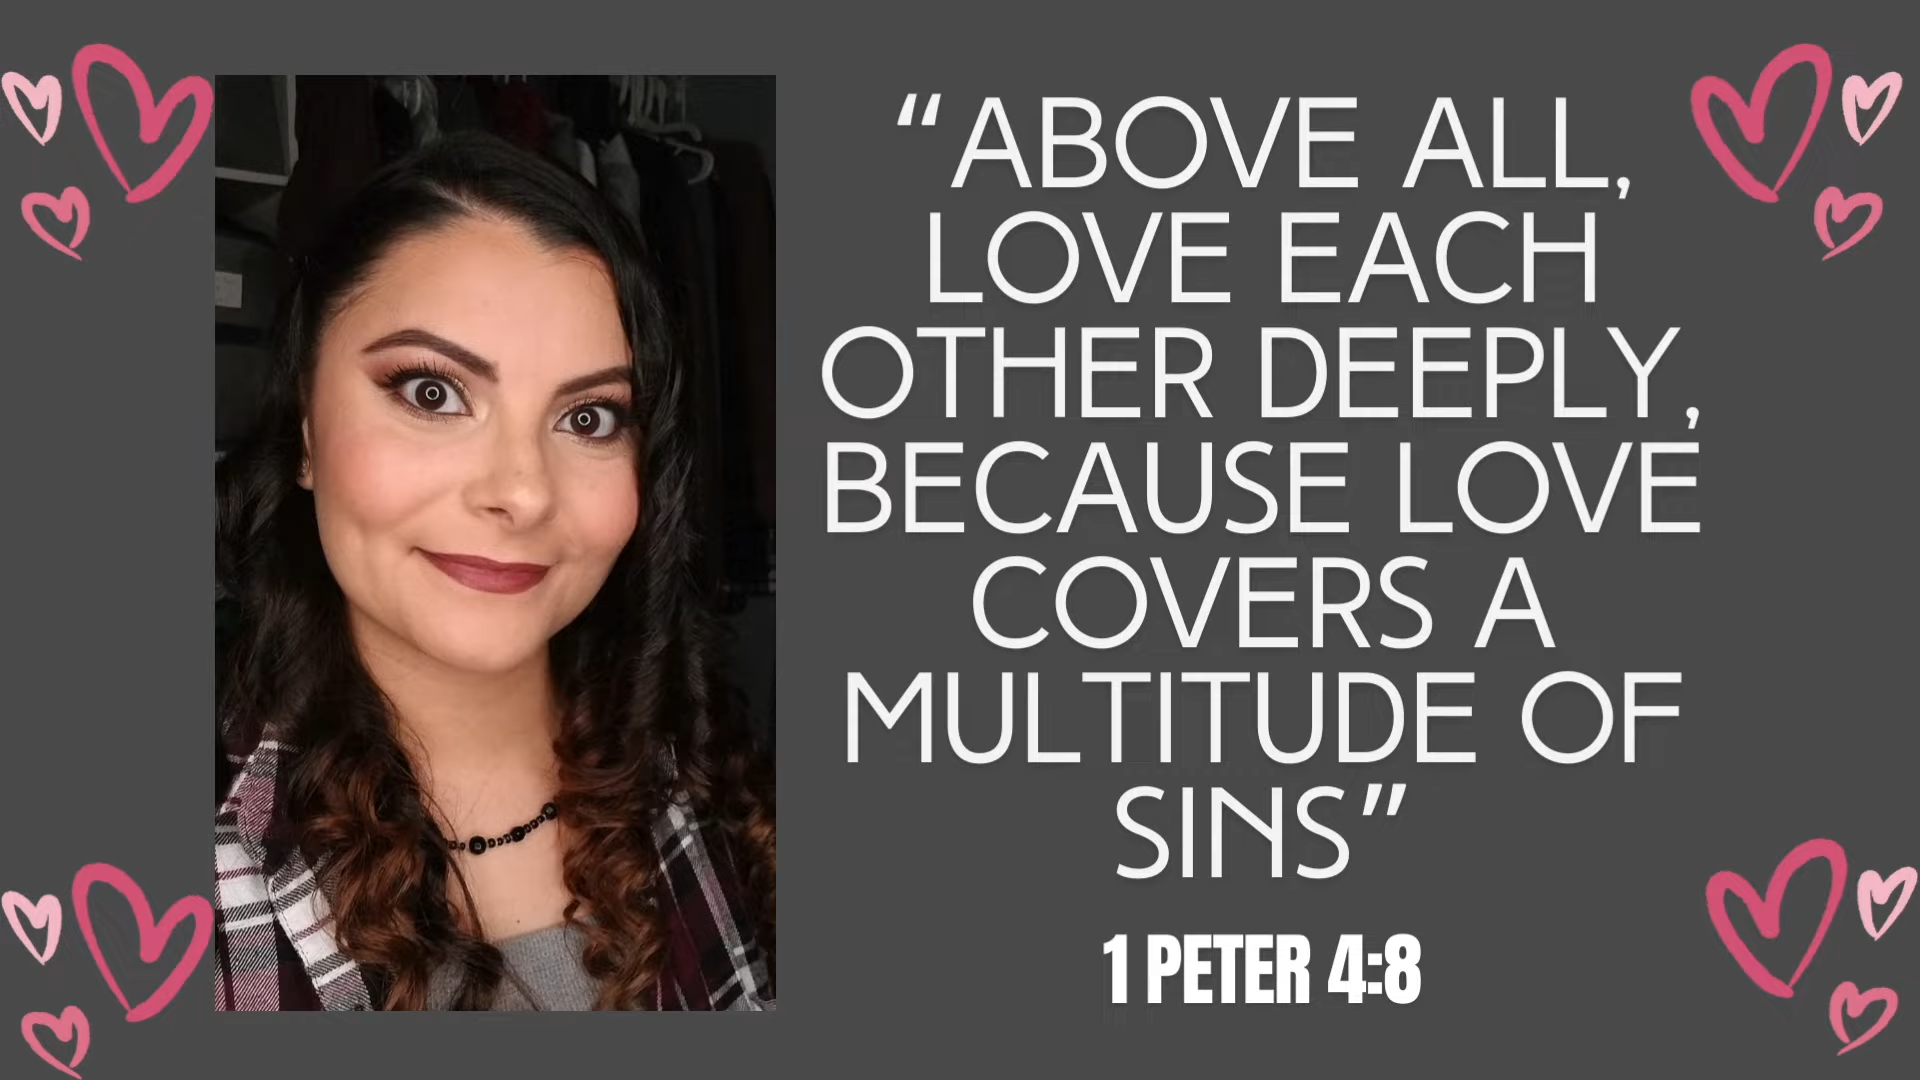 “ABOVE ALL,
LOVE EACH
OTHER DEEPLY,
BECAUSE LOVE
COVERS A
MULTITUDE OF
SINS”
1 PETER 4:8